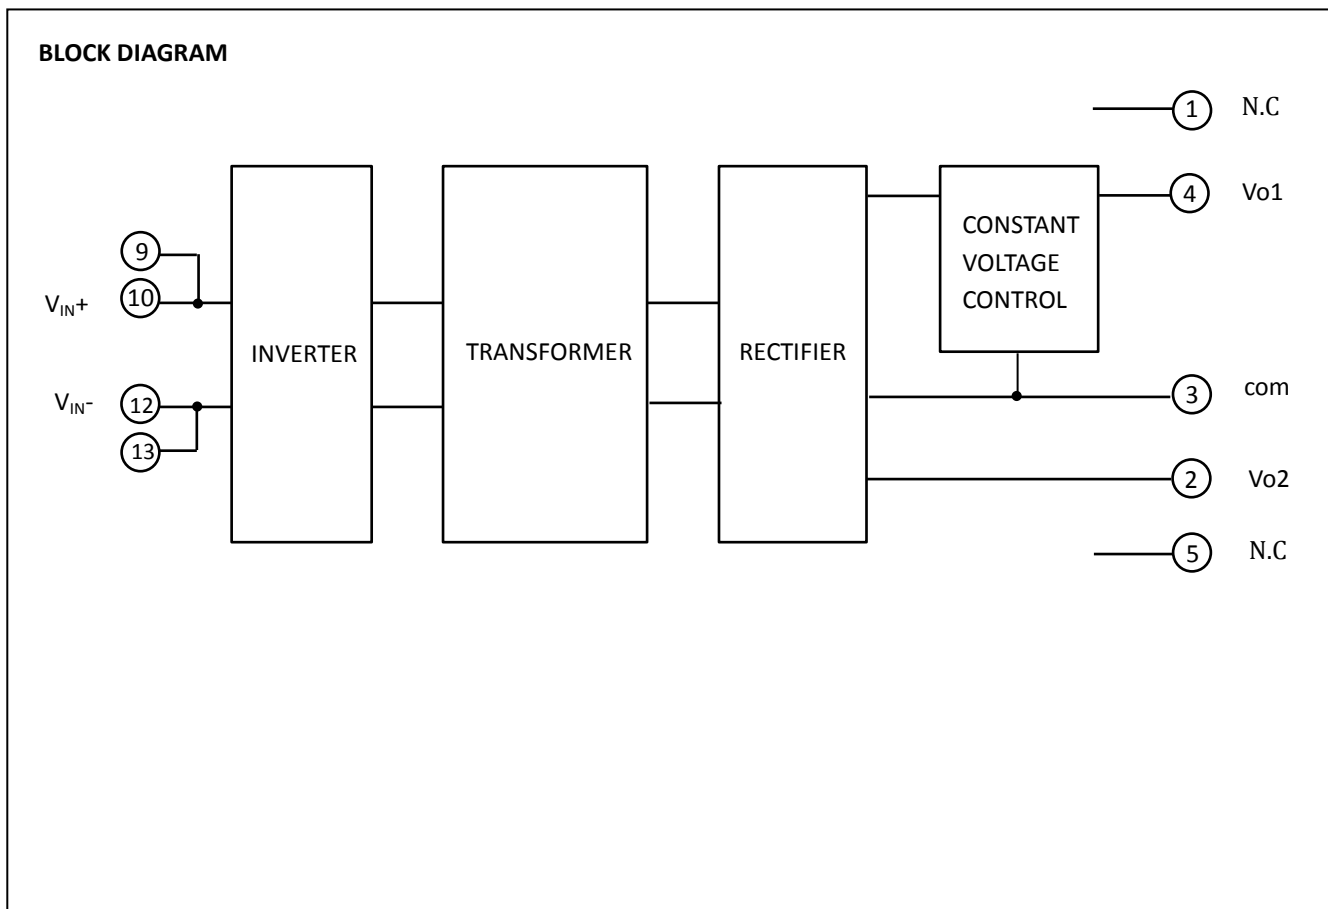 BLOCK DIAGRAM
1 N.C
4 Vo1
CONSTANT
VOLTAGE
CONTROL
9
10
VIN+
INVERTER
TRANSFORMER
RECTIFIER
VIN-
12
13
3 com
2 Vo2
5 N.C